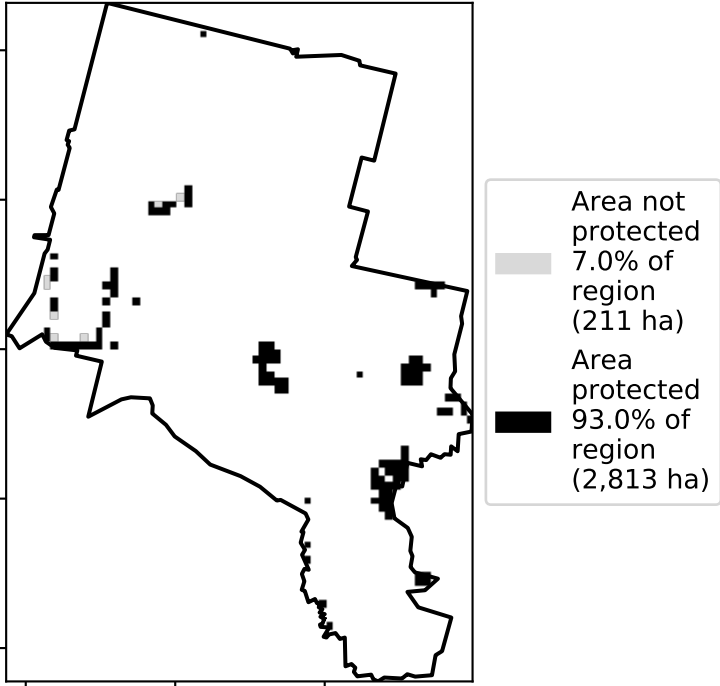 Area not
protected
7.0% of
region
(211 ha)
Area
protected
93.0% of
region
(2,813 ha)